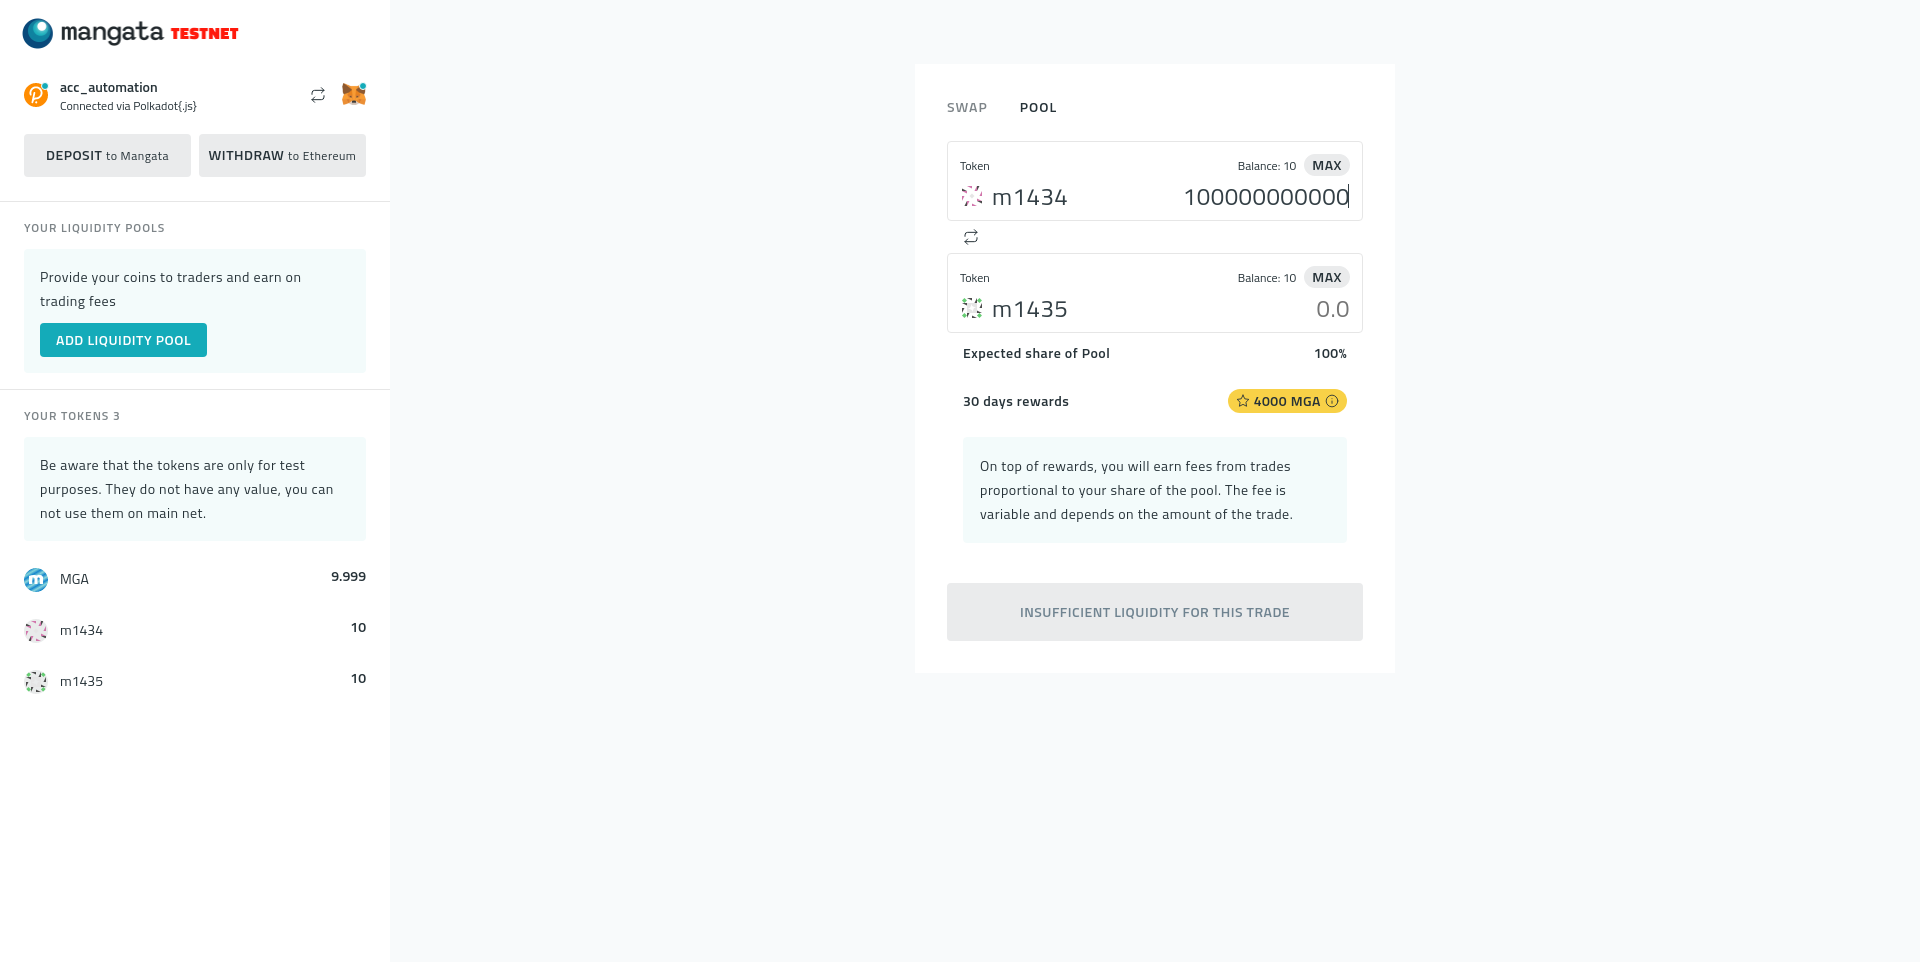 mangata TESTNET
acc_automation
Connected via Polkadot{.js}
DEPOSIT to Mangata
WITHDRAW to Ethereum
YOUR LIQUIDITY POOLS
Provide your coins to traders and earn on
trading fees
ADD LIQUIDITY POOL
YOUR TOKENS 3
Be aware that the tokens are only for test
purposes. They do not have any value, you can
not use them on main net.
MGA 9.999
m1434 10
m1435 10
SWAP POOL
Token Balance: 10 MAX
m1434 100000000000
Token Balance: 10 MAX
m1435 0.0
Expected share of Pool 100%
30 days rewards 4000 MGA
On top of rewards, you will earn fees from trades
proportional to your share of the pool. The fee is
variable and depends on the amount of the trade.
INSUFFICIENT LIQUIDITY FOR THIS TRADE